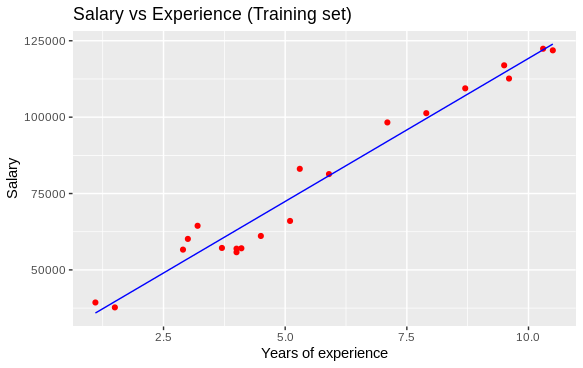 Salary vs Experience (Training set)
125000
100000
75000
50000
Salary
2.5 5.0 7.5 10.0
Years of experience